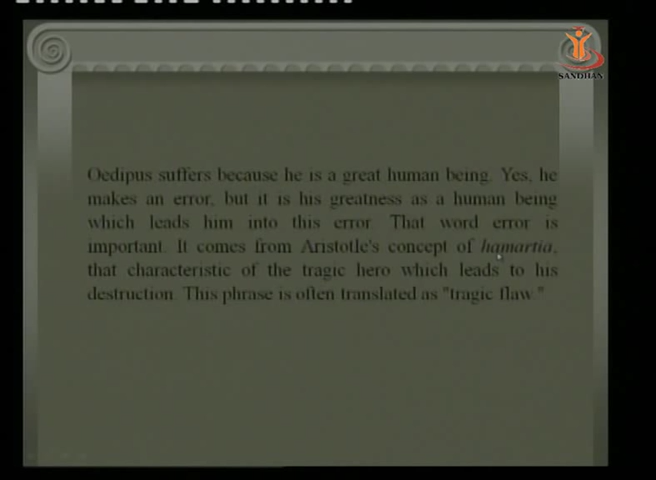 SANDHAN
Oedipus suffers because he is a great human being. Yes, he
makes an error, but it is his greatness as a human being
which leads him into this error. That word error is
important. It comes from Aristotle's concept of hamartia,
that characteristic of the tragic hero which leads to his
destruction. This phrase is often translated as "tragic flaw."